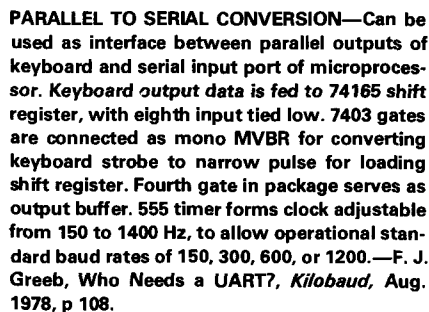 PARALLEL TO SERIAL CONVERSION—Can be
used as interface between parallel outputs of
keyboard and serial input port of microproces-
sor. Keyboard output data is fed to 74165 shift
register, with eighth input tied low. 7403 gates
are connected as mono MVBR for converting
keyboard strobe to narrow pulse for loading
shift register. Fourth gate in package serves as
output buffer. 555 timer forms clock adjustable
from 150 to 1400 Hz, to allow operational stan-
dard baud rates of 150, 300, 600, or 1200.—F. J.
Greeb, Who Needs a UART?, Kilobaud, Aug.
1978, p 108.